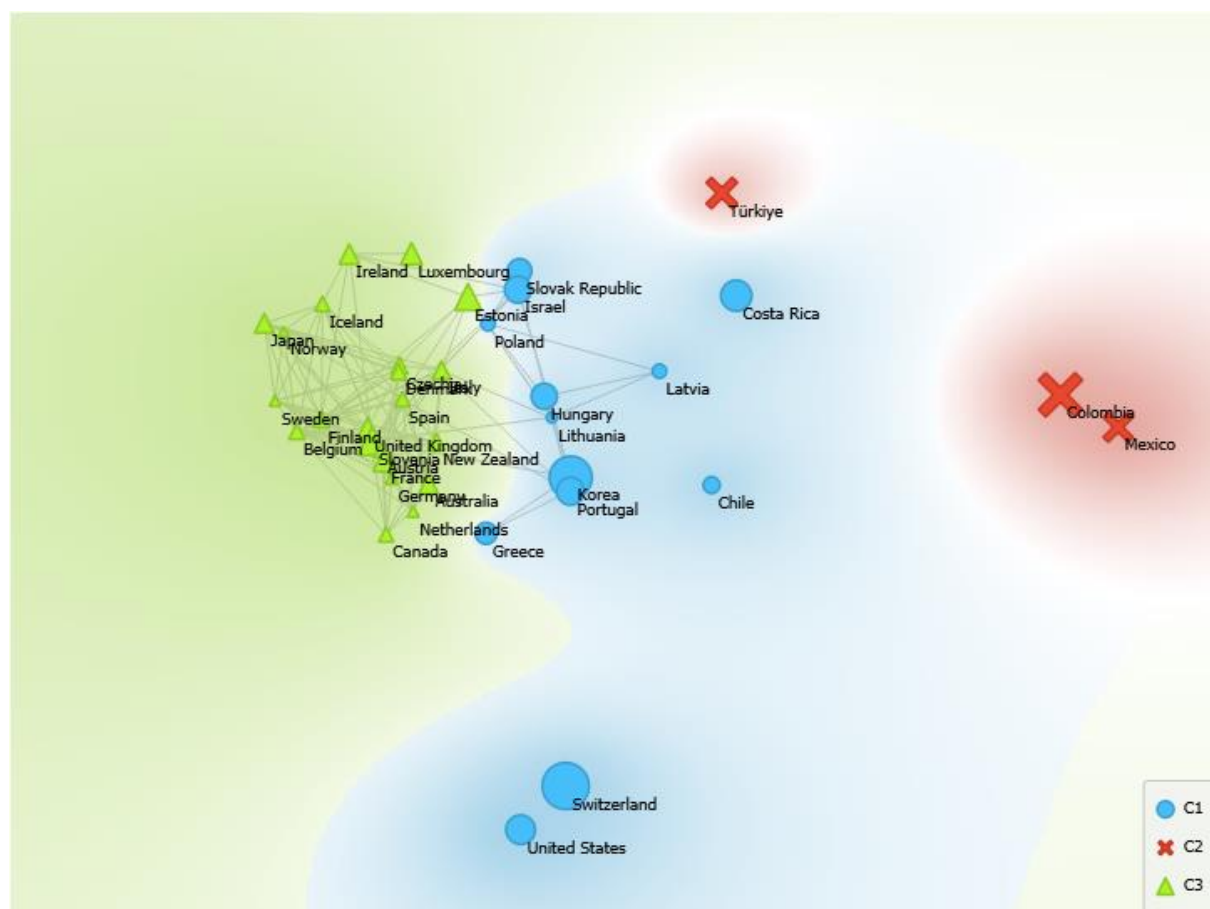 Türkiye
Ireland
Luxembourg
Slovak Republic
Israel
Estonia
Costa Rica
Iceland
Japan
Norway
Poland
Czechia
Denmark
Italy
Latvia
Sweden
Spain
Hungary
Colombia
Finland
Lithuania
Belgium
United Kingdom
Mexico
Slovenia
New Zealand
Austria
France
Germany
Australia
Korea
Portugal
Chile
Netherlands
Canada
Greece
Switzerland
United States
C1
C2
C3